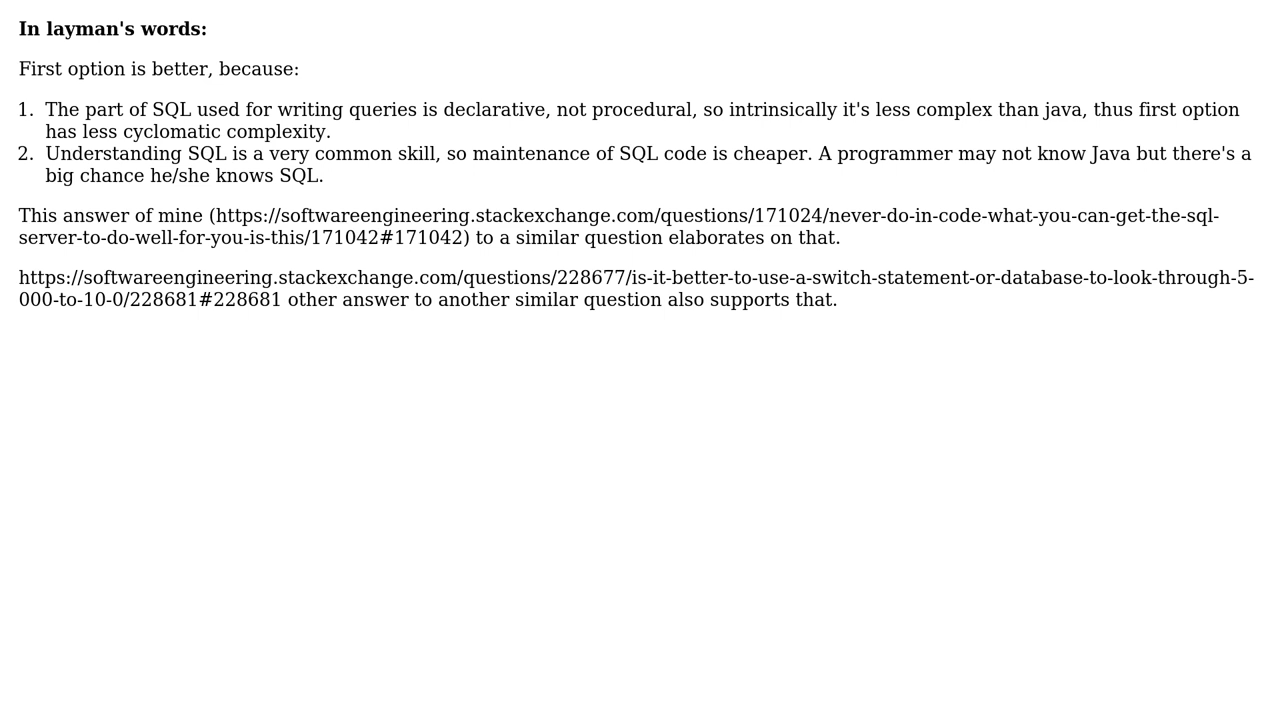 In layman's words:
First option is better, because:
1. The part of SQL used for writing queries is declarative, not procedural, so intrinsically it's less complex than java, thus first option
has less cyclomatic complexity.
2. Understanding SQL is a very common skill, so maintenance of SQL code is cheaper. A programmer may not know Java but there's a
big chance he/she knows SQL.
This answer of mine (https://softwareengineering.stackexchange.com/questions/171024/never-do-in-code-what-you-can-get-the-sql-
server-to-do-well-for-you-is-this/171042#171042) to a similar question elaborates on that.
https://softwareengineering.stackexchange.com/questions/228677/is-it-better-to-use-a-switch-statement-or-database-to-look-through-5-
000-to-10-0/228681#228681 other answer to another similar question also supports that.